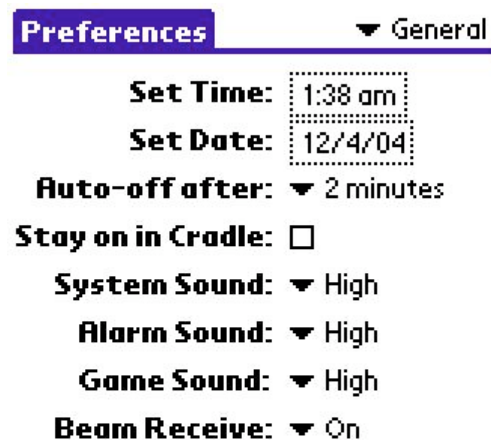 Preferences General
Set Time: 1:38 am
Set Date: 12/4/04
Auto-off after: 2 minutes
Stay on in Cradle:
System Sound: High
Alarm Sound: High
Game Sound: High
Beam Receive: On